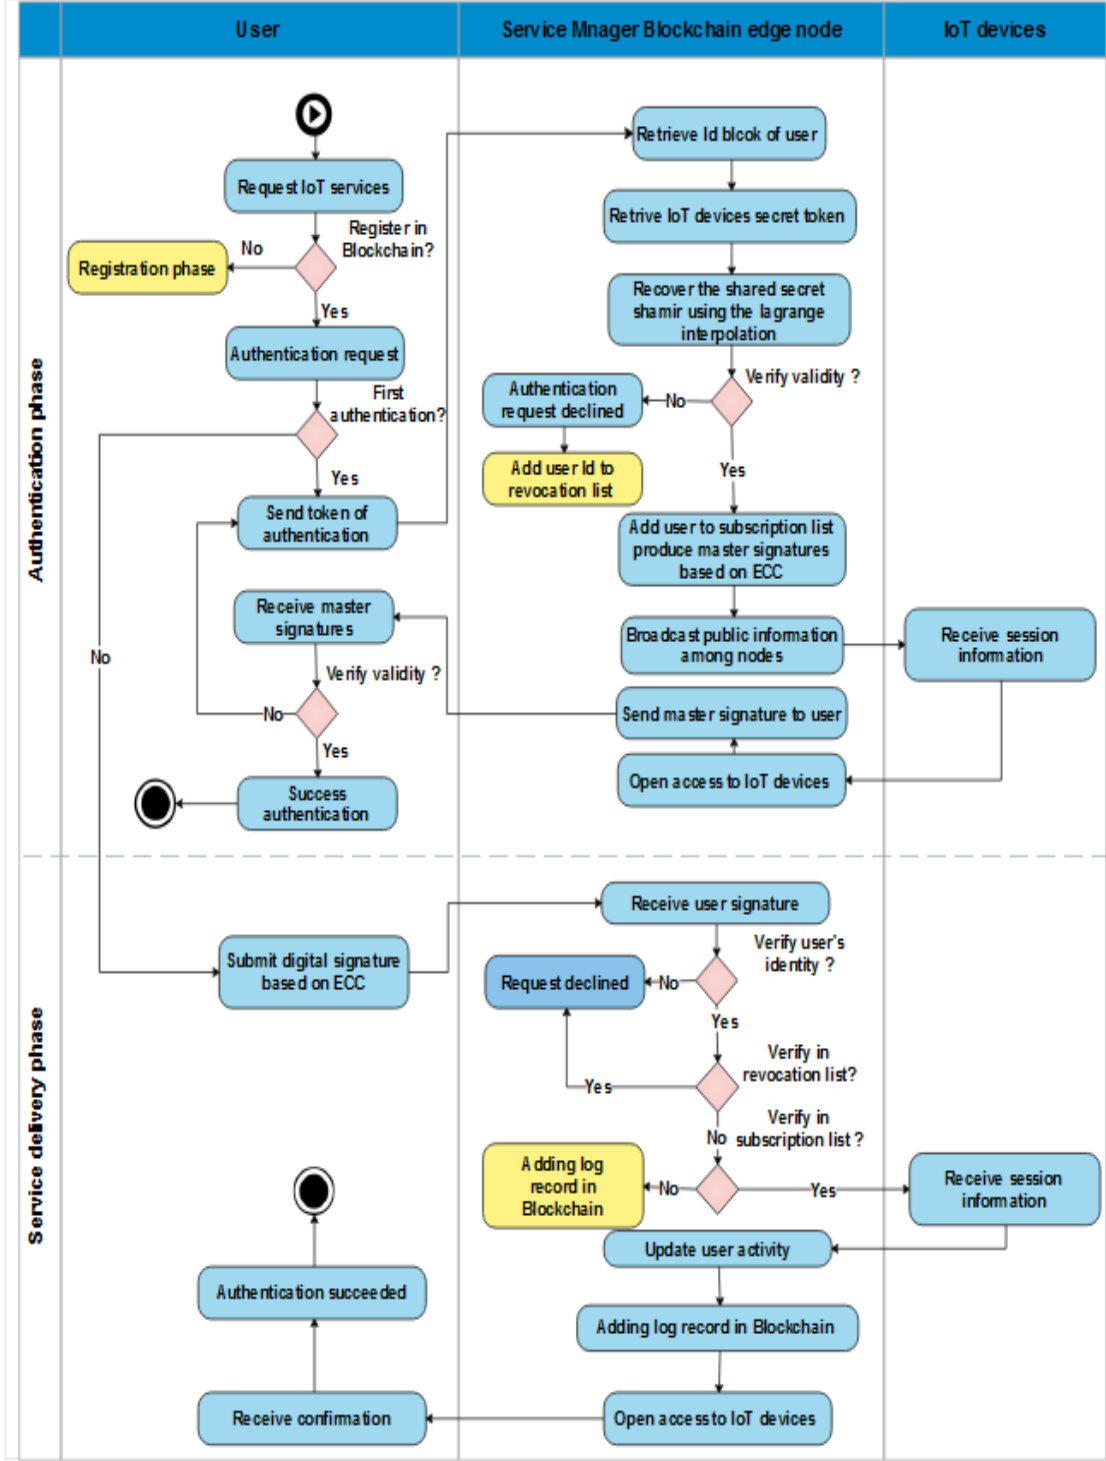 User
Service Mnager Blockchain edge node
IoT devices
Authentication phase
Request IoT services
Register in
Blockchain?
No
Registration phase
Yes
Authentication request
First
authentication?
No
Yes
Send token of
authentication
Receive master
signatures
Verify validity ?
No
Yes
Success
authentication
Retrieve Id blcok of user
Retrive IoT devices secret token
Recover the shared secret
shamir using the lagrange
interpolation
Verify validity ?
No
Authentication
request declined
Add user Id to
revocation list
Yes
Add user to subscription list
produce master signatures
based on ECC
Broadcast public information
among nodes
Send master signature to user
Open access to IoT devices
Receive session
information
Service delivery phase
Submit digital signature
based on ECC
Receive user signature
Verify user's
identity ?
No
Request declined
Yes
Verify in
revocation list?
Yes
No
Verify in
subscription list ?
No
Adding log
record in
Blockchain
Yes
Receive session
information
Update user activity
Adding log record in Blockchain
Open access to IoT devices
Receive confirmation
Authentication succeeded